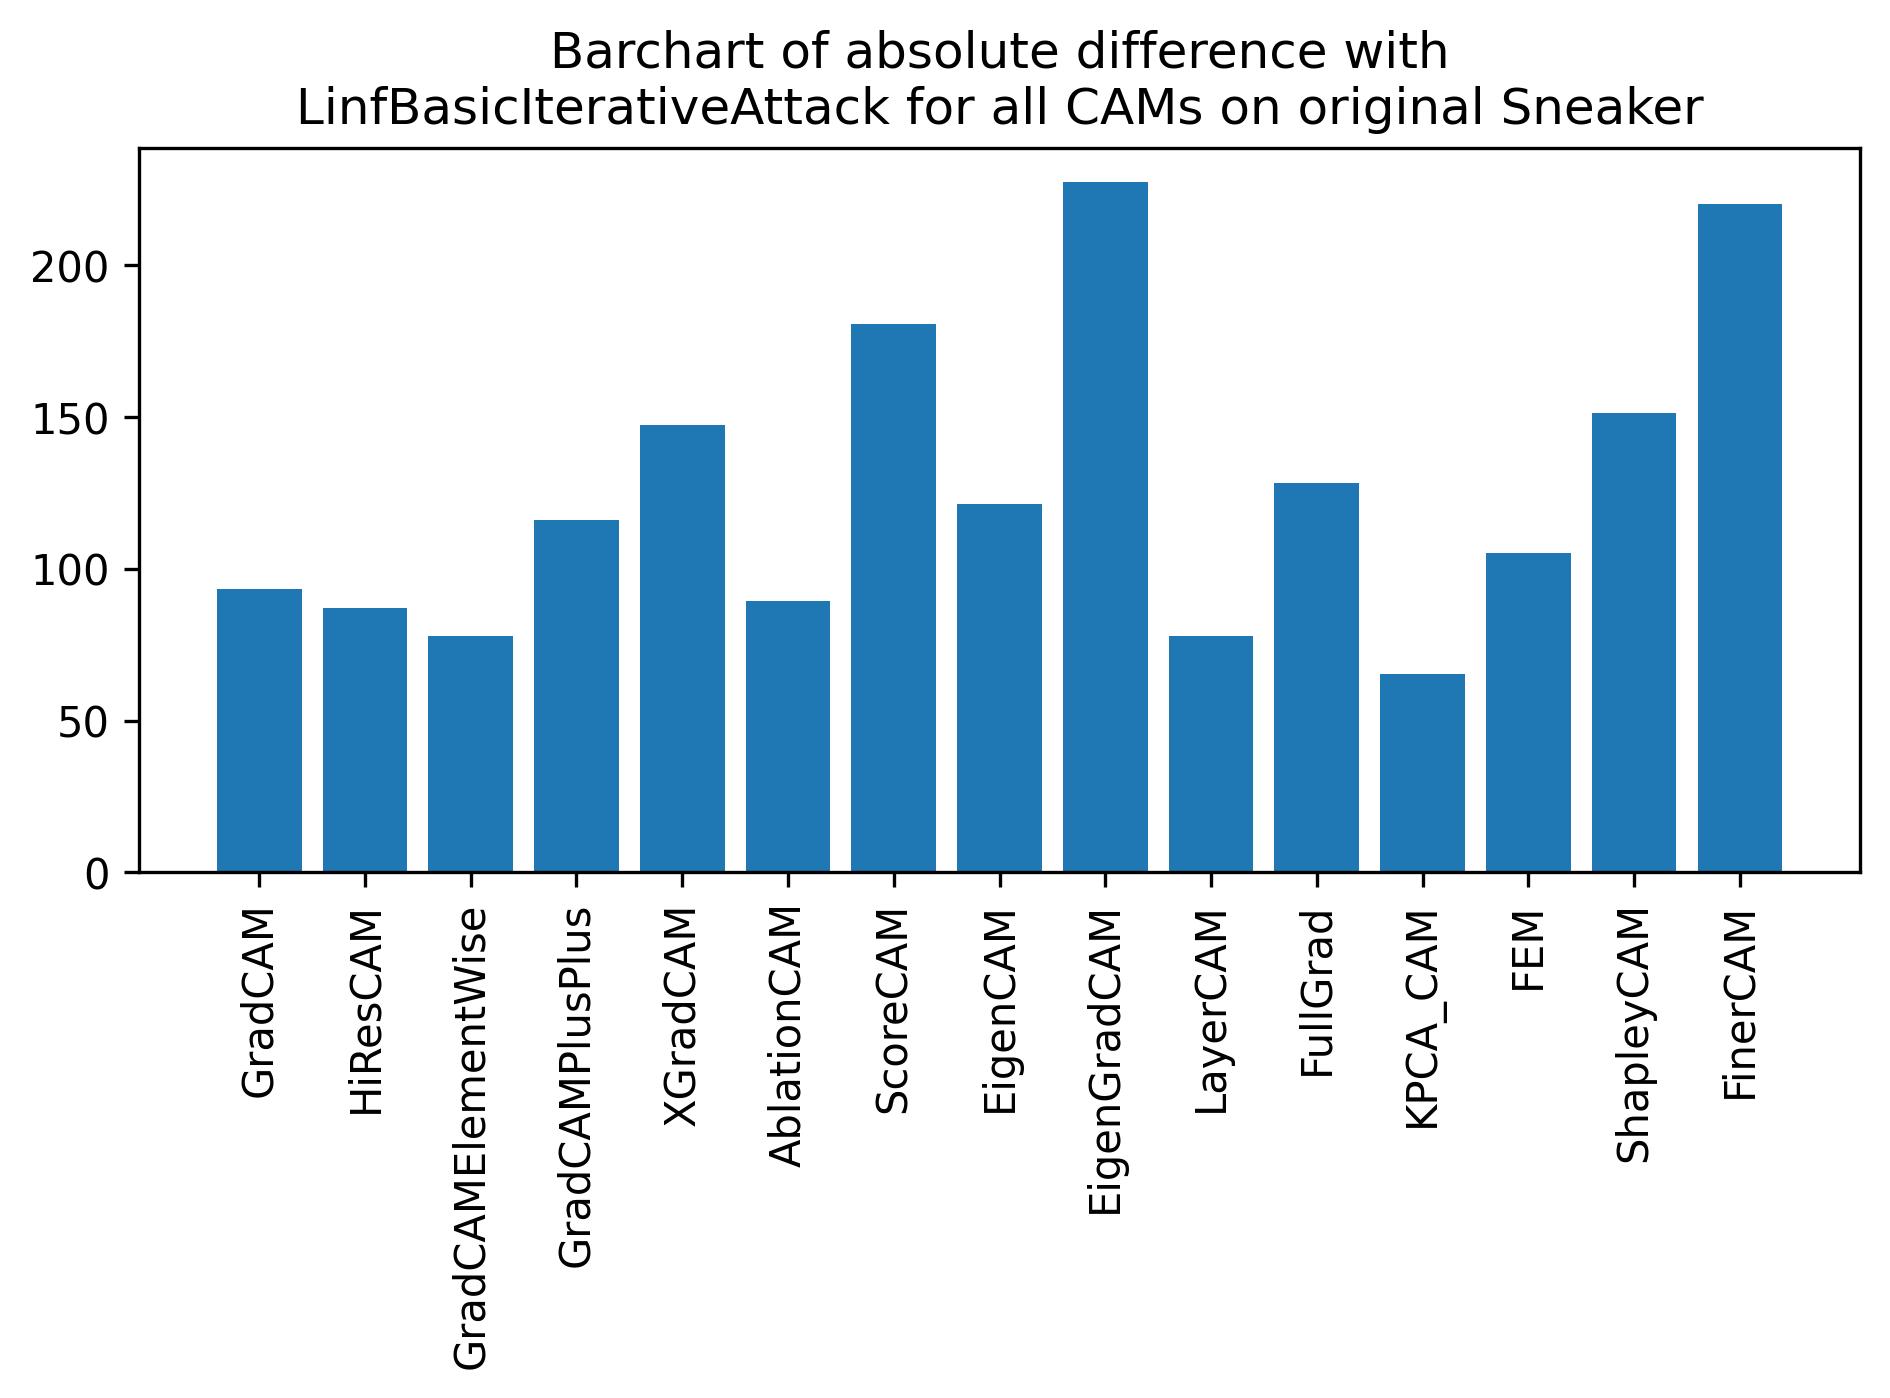 Barchart of absolute difference with
LinfBasicIterativeAttack for all CAMs on original Sneaker
200
150
100
50
0
GradCAM
HiResCAM
GradCAMElementWise
GradCAMPlusPlus
XGradCAM
AblationCAM
ScoreCAM
EigenCAM
EigenGradCAM
LayerCAM
FullGrad
KPCA_CAM
FEM
ShapleyCAM
FinerCAM